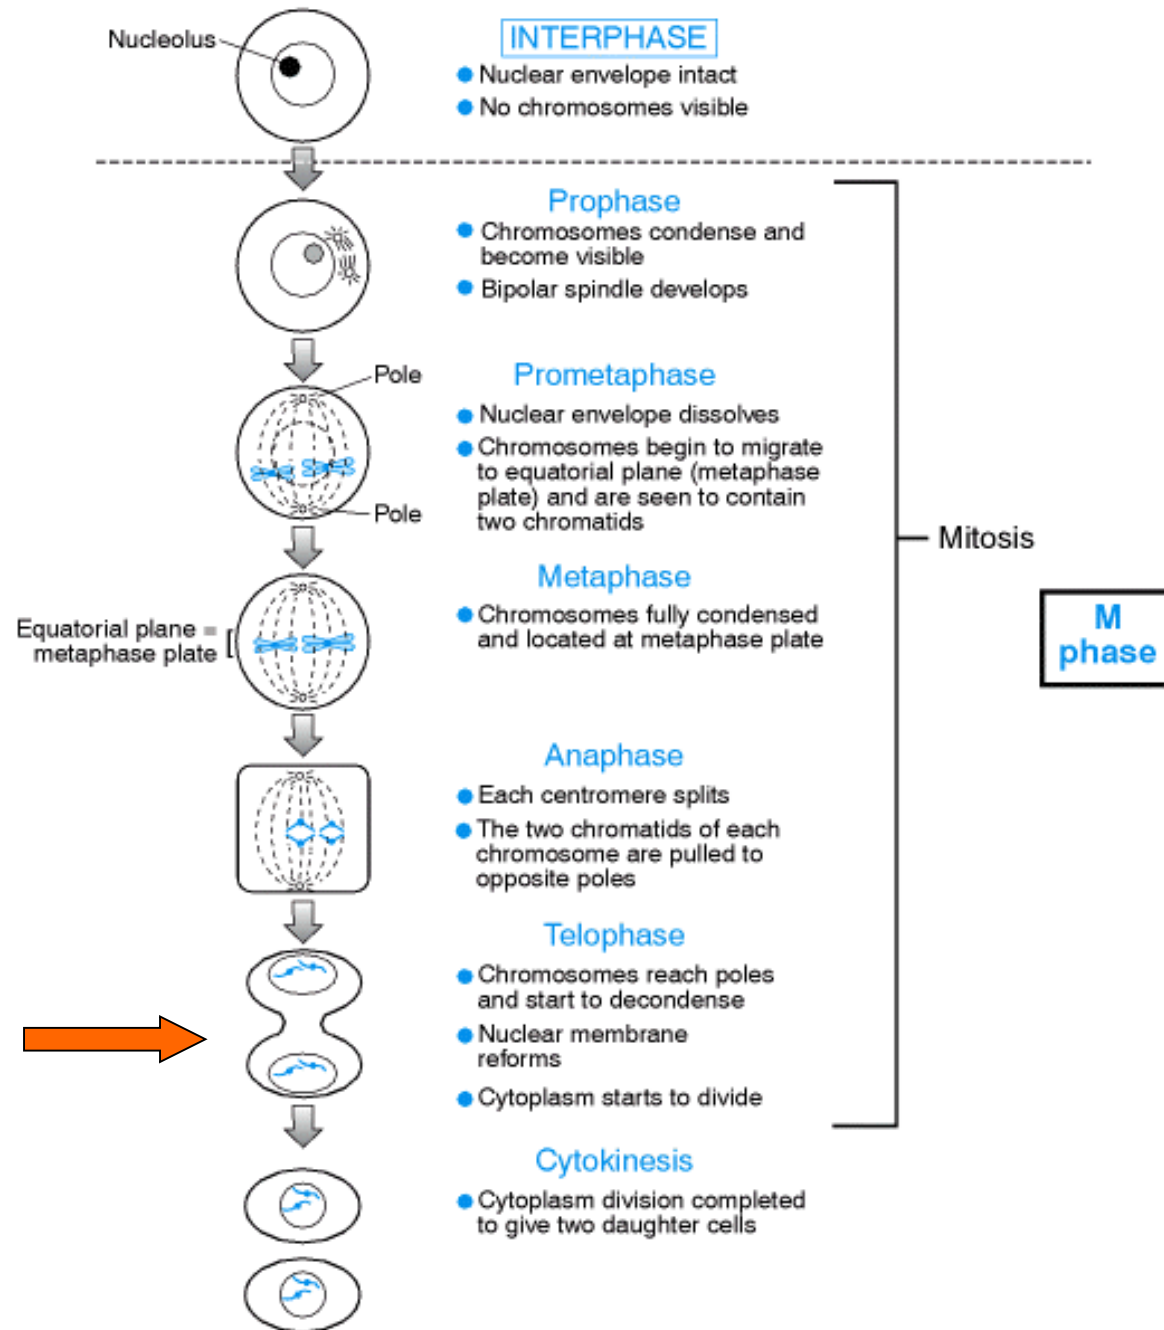 Nucleolus
INTERPHASE
Nuclear envelope intact
No chromosomes visible
Prophase
Chromosomes condense and
become visible
Bipolar spindle develops
Pole
Prometaphase
Nuclear envelope dissolves
Chromosomes begin to migrate
to equatorial plane (metaphase
plate) and are seen to contain
two chromatids
Pole
Mitosis
Metaphase
Chromosomes fully condensed
and located at metaphase plate
Equatorial plane =
metaphase plate
M
phase
Anaphase
Each centromere splits
The two chromatids of each
chromosome are pulled to
opposite poles
Telophase
Chromosomes reach poles
and start to decondense
Nuclear membrane
reforms
Cytoplasm starts to divide
Cytokinesis
Cytoplasm division completed
to give two daughter cells